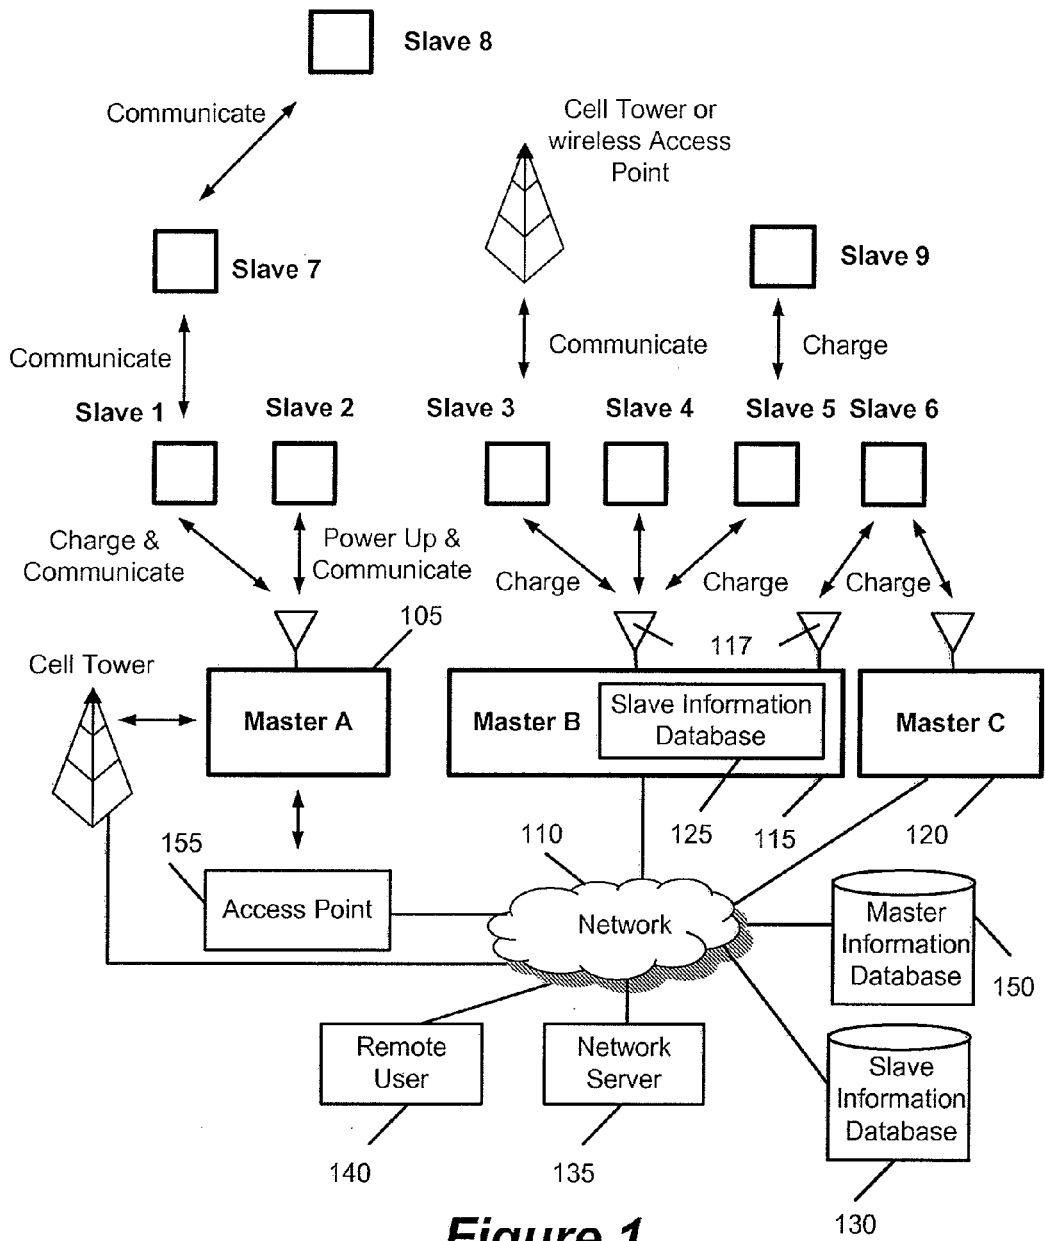 Slave 8
Communicate
Cell Tower or
wireless Access
Point
Slave 7
Slave 9
Communicate
Communicate
Charge
Slave 1
Slave 2
Slave 3
Slave 4
Slave 5
Slave 6
Charge &
Communicate
Power Up &
Communicate
Charge
Charge
Charge
105
117
Cell Tower
Master A
Master B
Slave Information
Database
Master C
155
110
125
115
120
Access Point
Network
Master
Information
Database
150
Remote
User
Network
Server
Slave
Information
Database
140
135
130
Figure 1